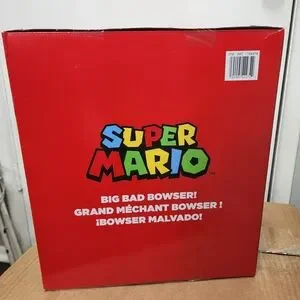 SUPER
MARIO
BIG BAD BOWSER!
GRAND MÉCHANT BOWSER !
¡BOWSER MALVADO!